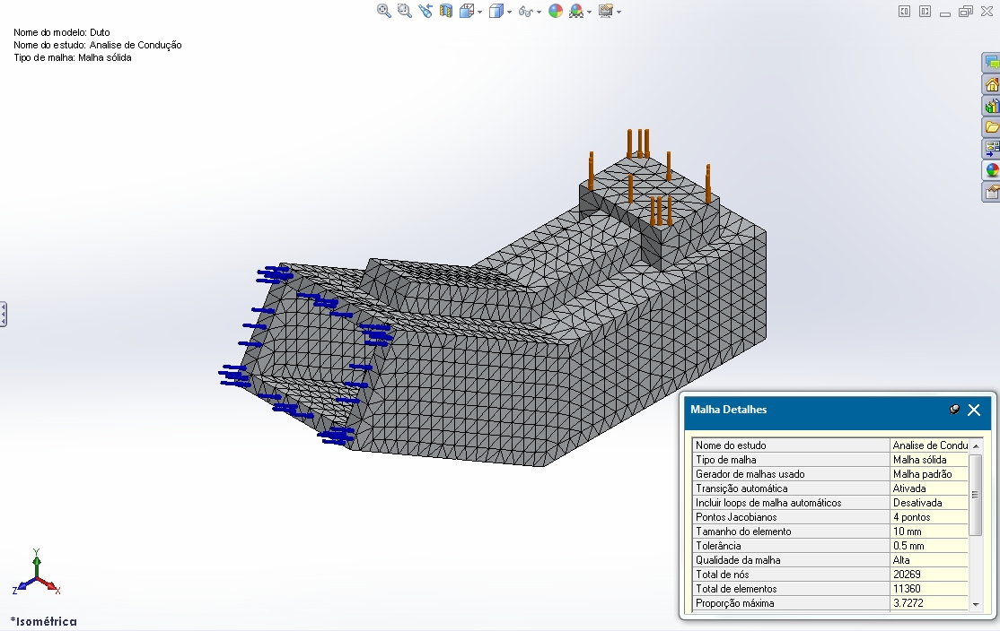 Nome do modelo: Duto
Nome do estudo: Analise de Condução
Tipo de malha: Malha sólida
Malha Detalhes
Nome do estudo Analise de Condu
Tipo de malha Malha sólida
Gerador de malhas usado Malha padrão
Transição automática Ativada
Incluir loops de malha automáticos Desativada
Pontos Jacobianos 4 pontos
Tamanho do elemento 10 mm
Tolerância 0.5 mm
Qualidade da malha Alta
Total de nós 20269
Total de elementos 11360
Proporção máxima 3.7272
Y
Z X
*Isométrica